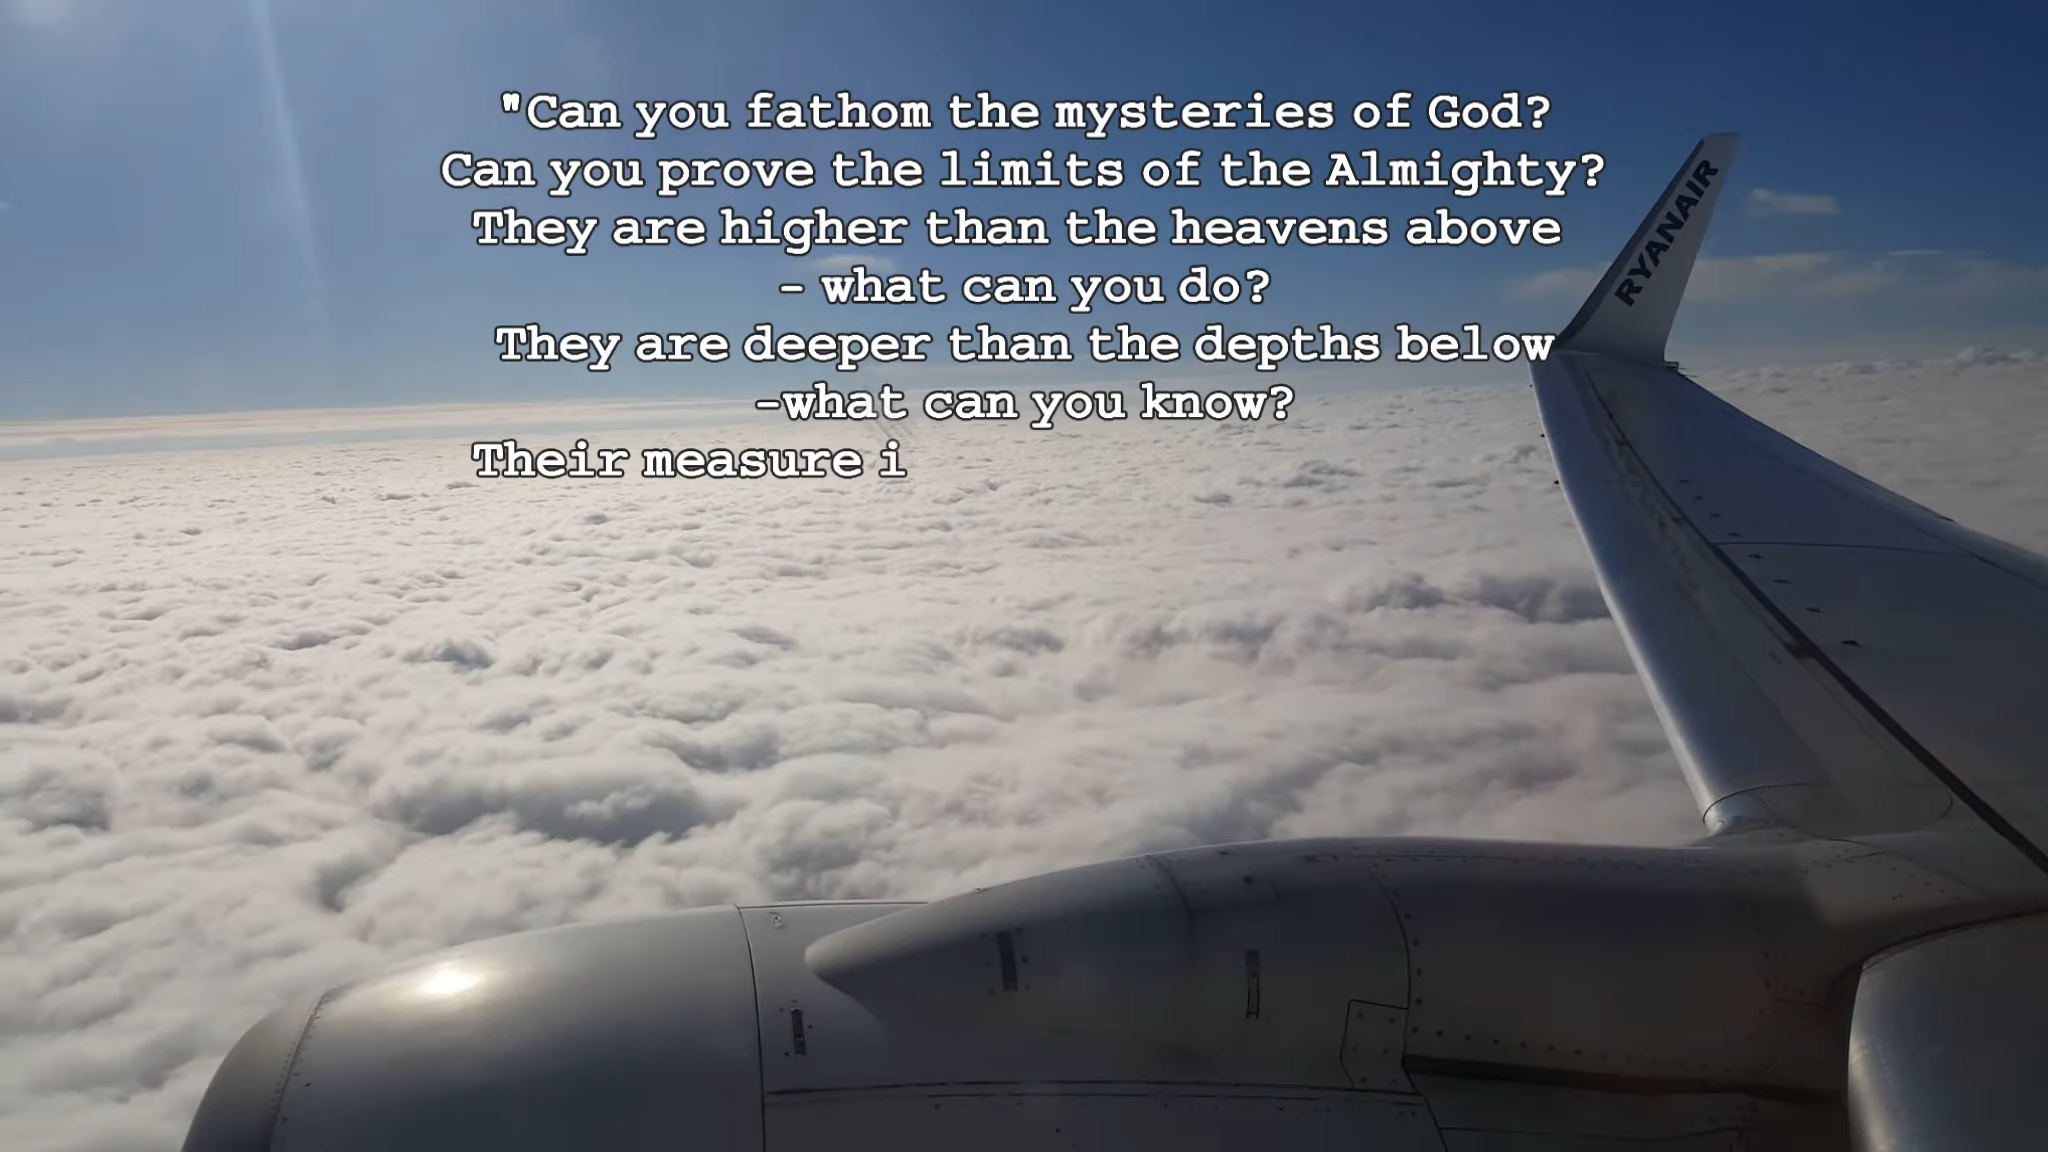 "Can you fathom the mysteries of God?
Can you prove the limits of the Almighty?
They are higher than the heavens above
- what can you do?
They are deeper than the depths below
-what can you know?
Their measure i
RYANAIR